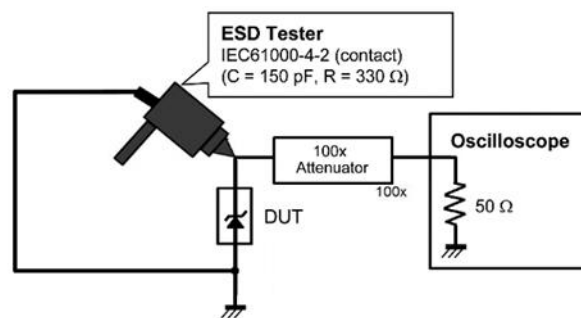 ESD Tester
IEC61000-4-2 (contact)
(C = 150 pF, R = 330 Ω)
100x
Attenuator
100x
Oscilloscope
50 Ω
DUT